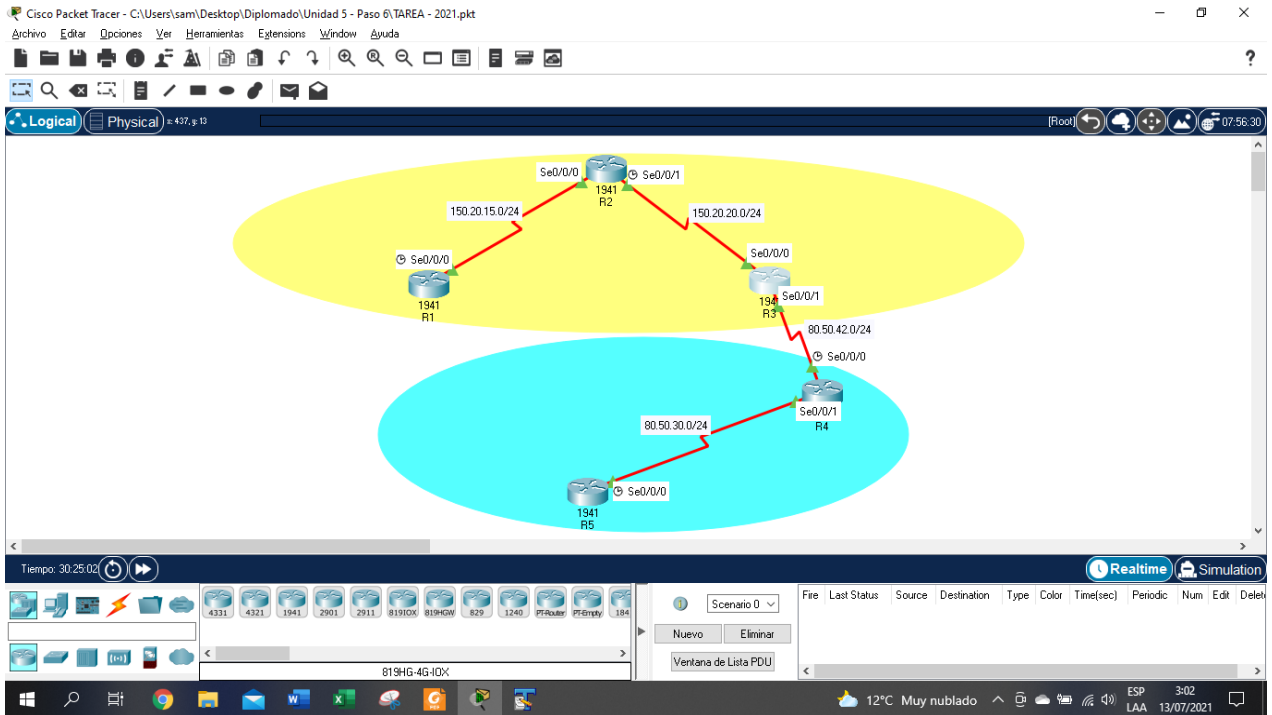 Cisco Packet Tracer - C:\Users\sam\Desktop\Diplomado\Unidad 5 - Paso 6\TAREA - 2021.pkt
Archivo Editar Opciones Ver Herramientas Extensions Window Ayuda
?
Logical Physical x: 437, y: 13 [Root] 07:56:30
Se0/0/0 Se0/0/1
1941
R2
150.20.15.0/24 150.20.20.0/24
Se0/0/0 Se0/0/0
1941
R1
194 Se0/0/1
R3
80.50.42.0/24
Se0/0/0
Se0/0/1
R4
80.50.30.0/24
Se0/0/0
1941
R5
Tiempo: 30:25:02 Realtime Simulation
4331 4321 1941 2901 2911 819IOX 819HGW 829 1240 PT-Router PT-Empty 184
819HG-4G-IOX
Scenario 0
Nuevo Eliminar
Ventana de Lista PDU
Fire Last Status Source Destination Type Color Time(sec) Periodic Num Edit Delet
12°C Muy nublado ESP LAA 3:02 13/07/2021